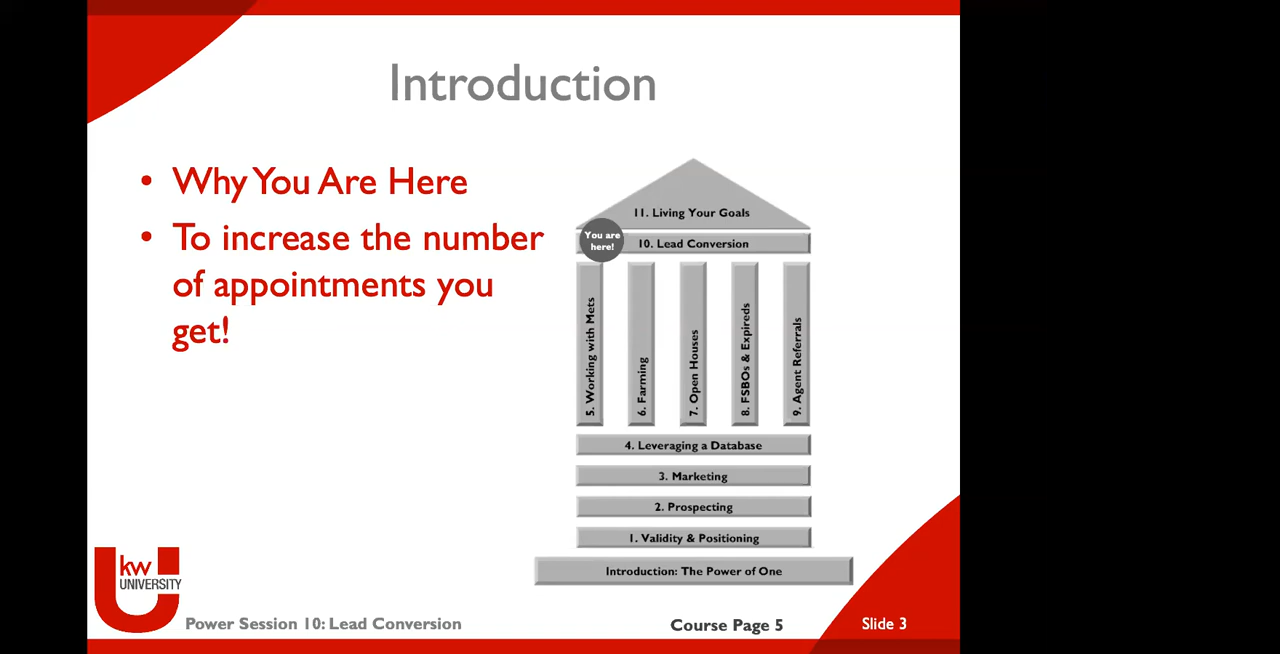 Introduction
• Why You Are Here
• To increase the number
of appointments you
get!
11. Living Your Goals
You are
here!
10. Lead Conversion
5. Working with Mets
6. Farming
7. Open Houses
8. FSBOs & Expireds
9. Agent Referrals
4. Leveraging a Database
3. Marketing
2. Prospecting
1. Validity & Positioning
Introduction: The Power of One
kw
UNIVERSITY
Power Session 10: Lead Conversion
Course Page 5
Slide 3